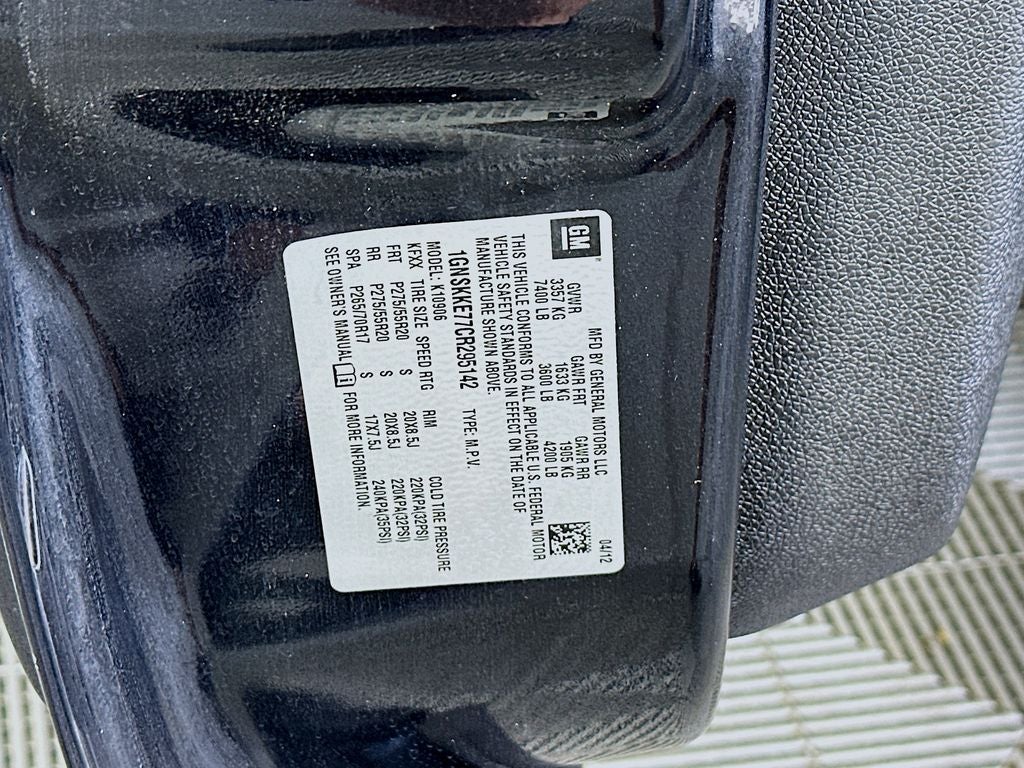 GM
MFD BY GENERAL MOTORS LLC 04/12
GVWR GAWR FRT GAWR RR
3357 KG 1633 KG 1905 KG
7400 LB 3600 LB 4200 LB
THIS VEHICLE CONFORMS TO ALL APPLICABLE U.S. FEDERAL MOTOR
VEHICLE SAFETY STANDARDS IN EFFECT ON THE DATE OF
MANUFACTURE SHOWN ABOVE.
1GNSKKE77CR295142 TYPE: M.P.V.
MODEL: K10906
KFXX TIRE SIZE SPEED RTG RIM COLD TIRE PRESSURE
FRT P275/55R20 S 20X8.5J 220KPA(32PSI)
RR P275/55R20 S 20X8.5J 220KPA(32PSI)
SPA P265/70R17 S 17X7.5J 240KPA(35PSI)
SEE OWNER'S MANUAL FOR MORE INFORMATION.